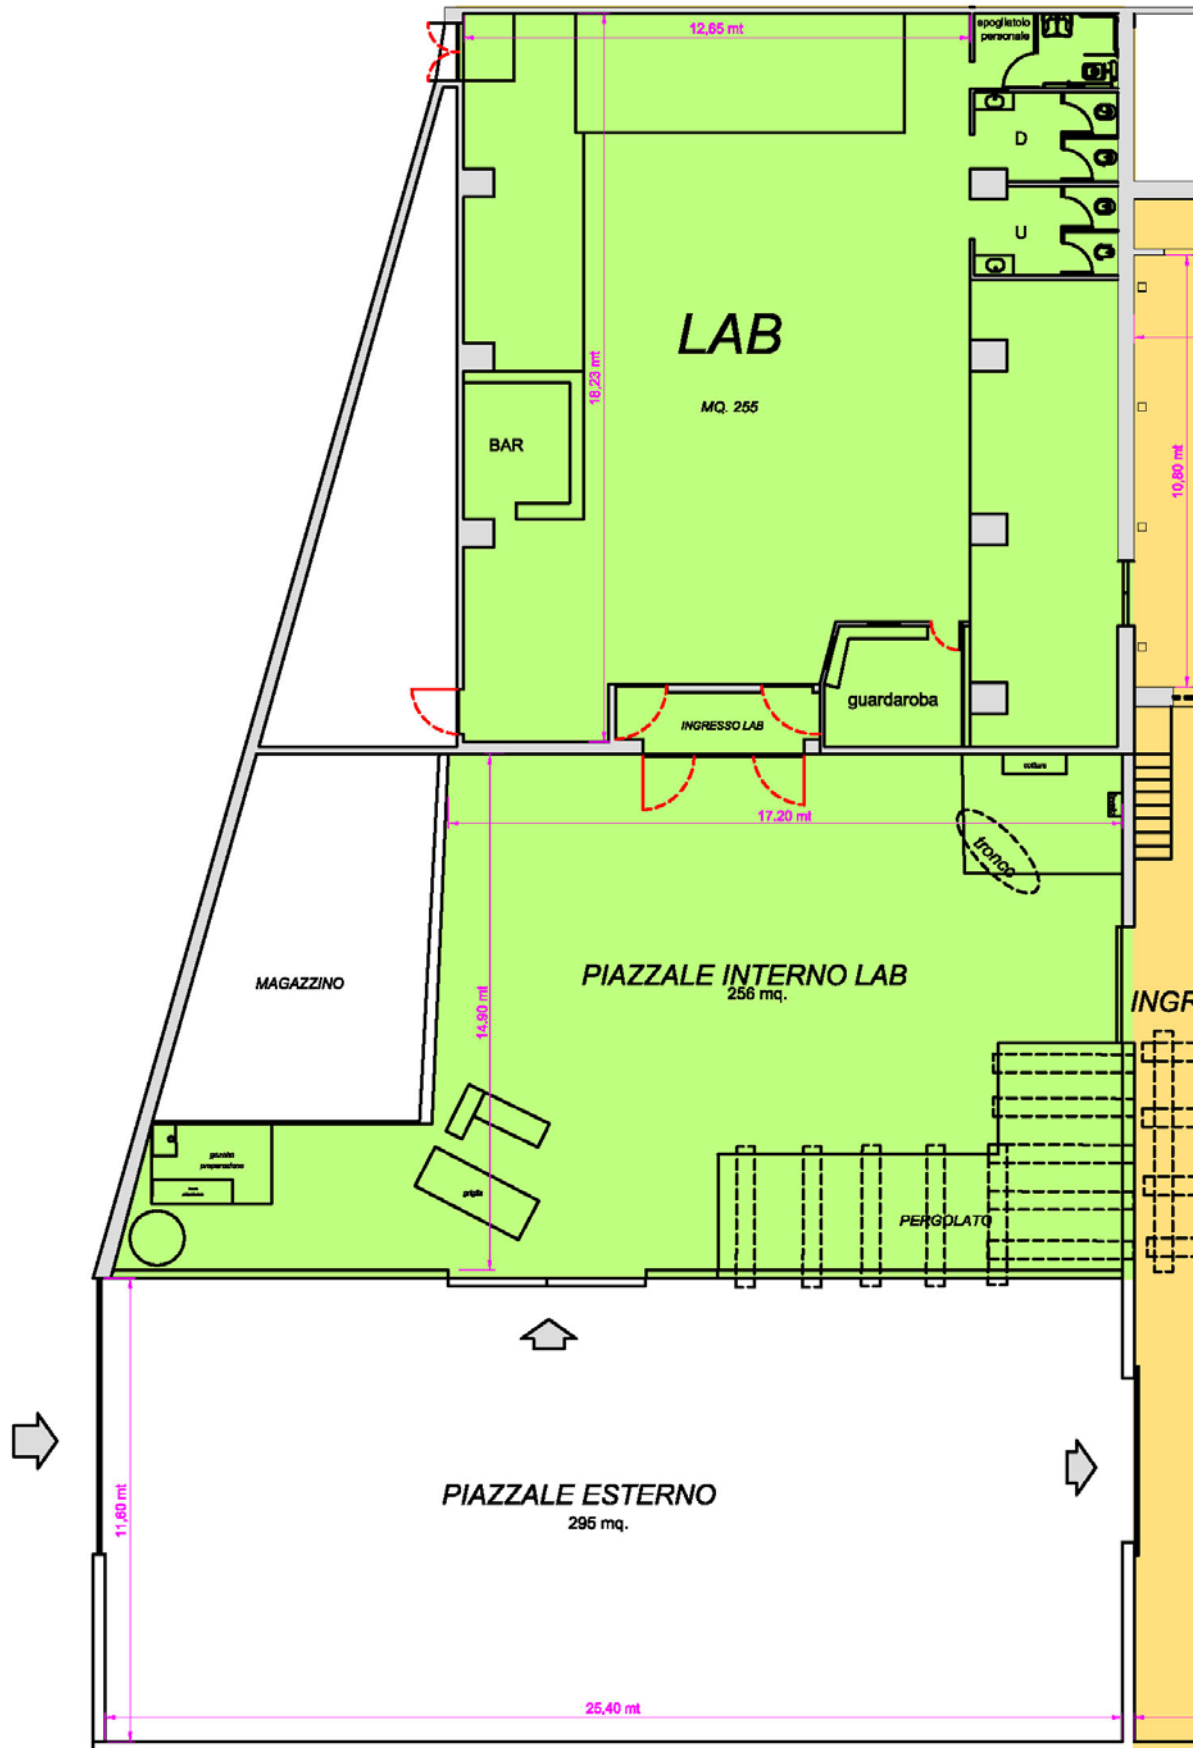 12,65 mt
spogliatoio
personale
D
U
LAB
18,23 mt
MQ. 255
BAR
10,80 mt
guardaroba
INGRESSO LAB
17.20 mt
tronco
MAGAZZINO
PIAZZALE INTERNO LAB
256 mq.
14.90 mt
INGR
gazebo
preparazione
griglia
PERGOLATO
PIAZZALE ESTERNO
295 mq.
11,60 mt
25,40 mt